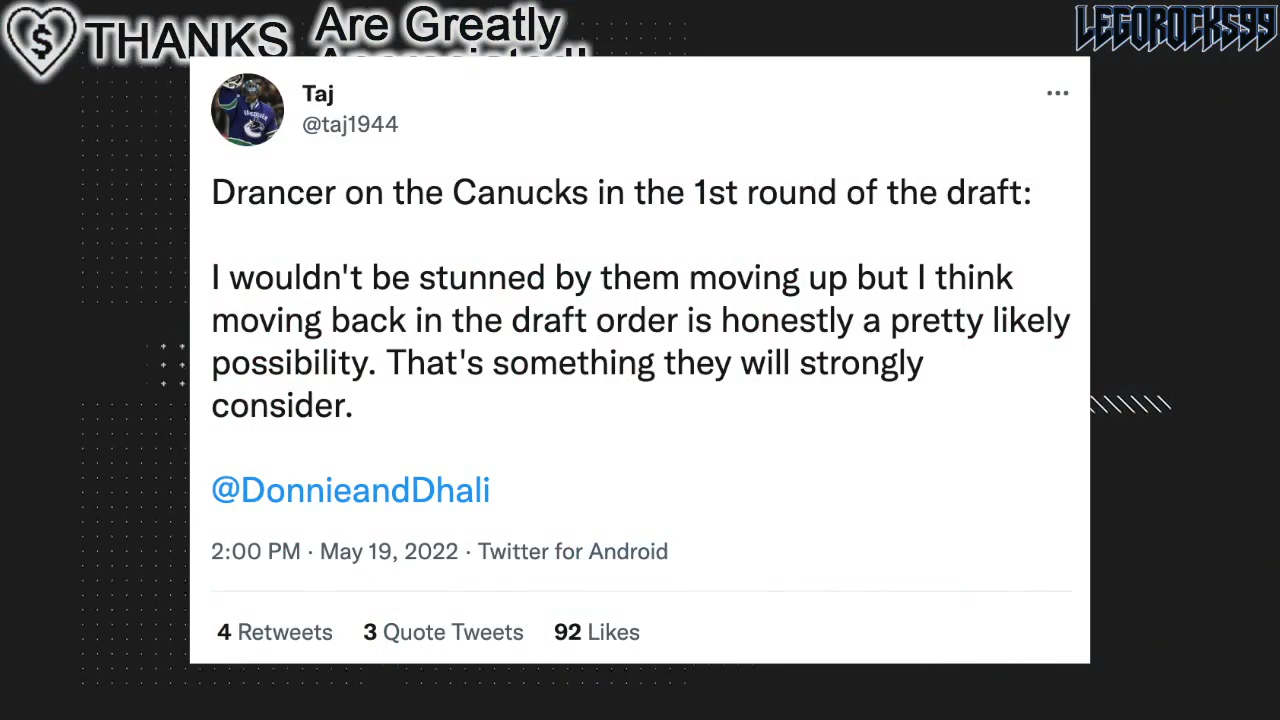 THANKS Are Greatly
Appreciated!
LEGOROCKS99
Taj
@taj1944
Drancer on the Canucks in the 1st round of the draft:
I wouldn't be stunned by them moving up but I think
moving back in the draft order is honestly a pretty likely
possibility. That's something they will strongly
consider.
@DonnieandDhali
2:00 PM · May 19, 2022 · Twitter for Android
4 Retweets 3 Quote Tweets 92 Likes